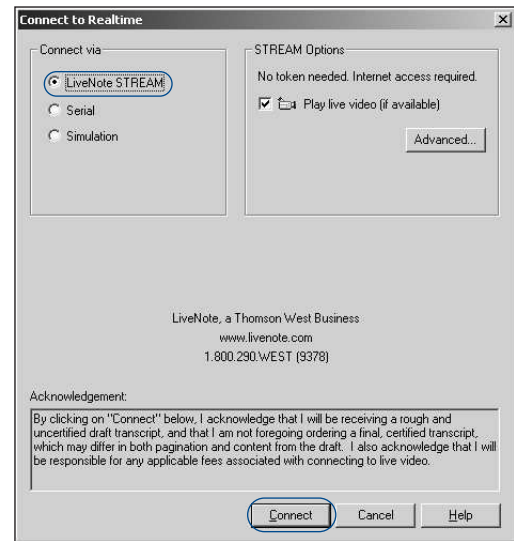 Connect to Realtime
Connect via
LiveNote STREAM
Serial
Simulation
STREAM Options
No token needed. Internet access required.
Play live video (if available)
Advanced...
LiveNote, a Thomson West Business
www.livenote.com
1.800.290.WEST (9378)
Acknowledgement:
By clicking on "Connect" below, I acknowledge that I will be receiving a rough and
uncertified draft transcript, and that I am not foregoing ordering a final, certified transcript,
which may differ in both pagination and content from the draft. I also acknowledge that I will
be responsible for any applicable fees associated with connecting to live video.
Connect
Cancel
Help